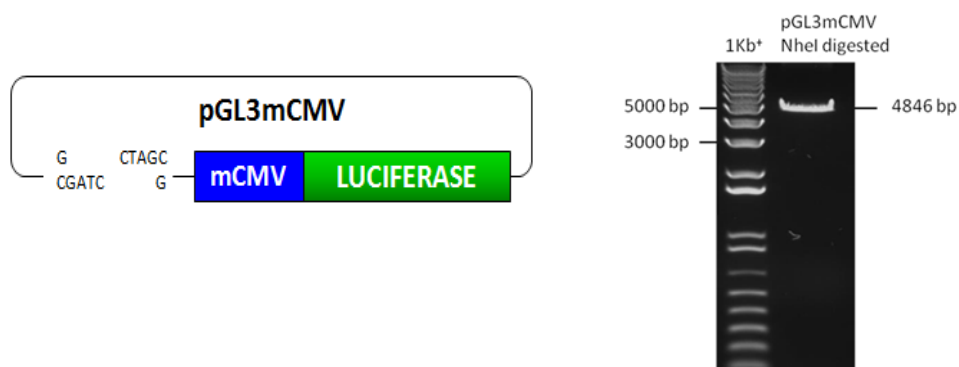 pGL3mCMV
G CTAGC
CGATC G
mCMV LUCIFERASE
pGL3mCMV
1Kb⁺ NheI digested
5000 bp 4846 bp
3000 bp